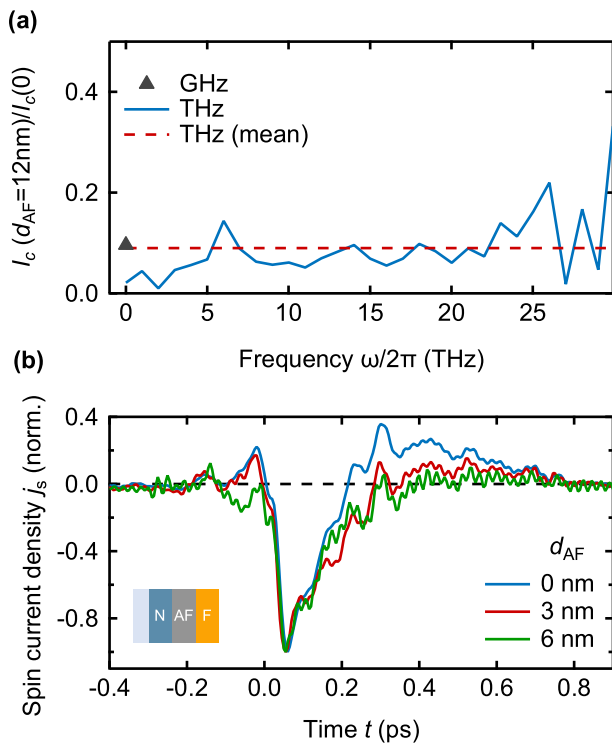 (a)
I_c (d_AF=12nm)/I_c(0)
0.4
0.2
0.0
GHz
THz
THz (mean)
0 5 10 15 20 25
Frequency ω/2π (THz)
(b)
Spin current density j_s (norm.)
0.4
0.0
-0.4
-0.8
N AF F
d_AF
0 nm
3 nm
6 nm
-0.4 -0.2 0.0 0.2 0.4 0.6 0.8
Time t (ps)